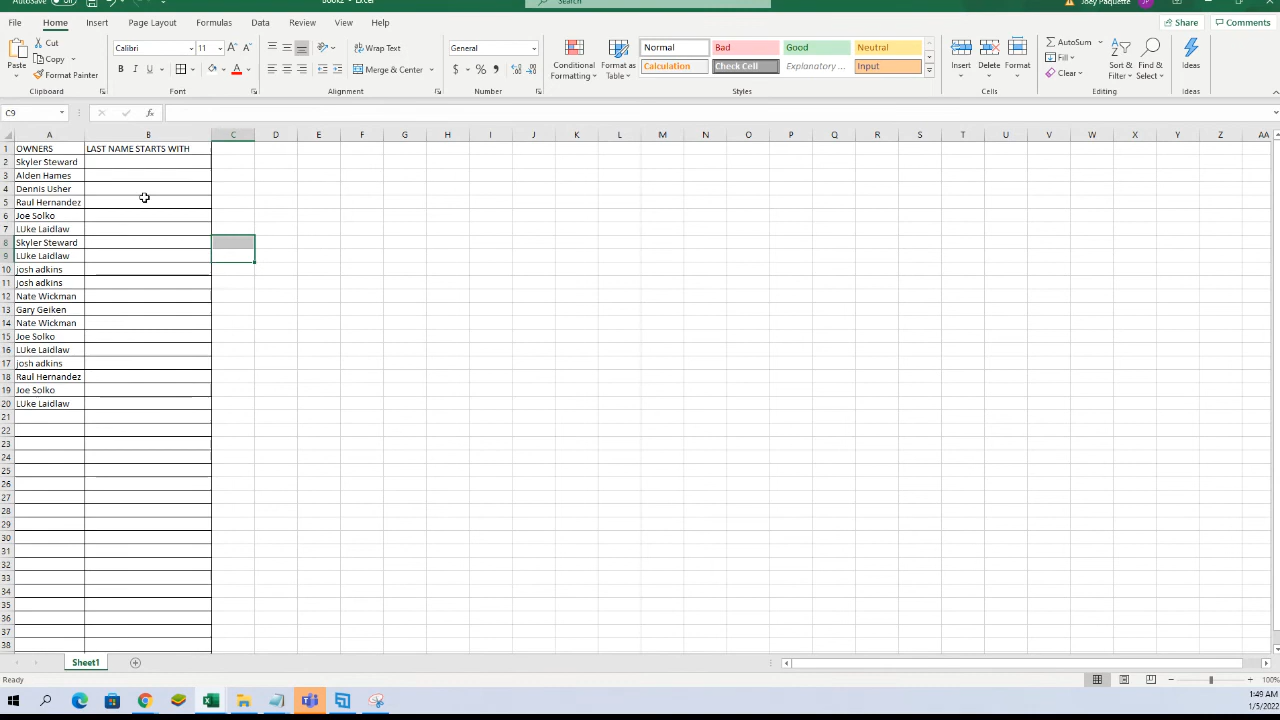 AutoSave Off Book2 - Excel Search Joey Paquette JP
File Home Insert Page Layout Formulas Data Review View Help Share Comments
Paste Cut Copy Format Painter Clipboard
Calibri 11 A A B I U A Font
ab Wrap Text Merge & Center Alignment
General $ % Number
Conditional Formatting Format as Table
Normal Bad Good Neutral
Calculation Check Cell Explanatory ... Input
Styles
Insert Delete Format Cells
AutoSum Fill Clear Sort & Filter Find & Select Editing
Ideas Ideas
C9 fx
A B C D E F G H I J K L M N O P Q R S T U V W X Y Z AA
1 OWNERS LAST NAME STARTS WITH
2 Skyler Steward
3 Alden Hames
4 Dennis Usher
5 Raul Hernandez
6 Joe Solko
7 LUke Laidlaw
8 Skyler Steward
9 LUke Laidlaw
10 josh adkins
11 josh adkins
12 Nate Wickman
13 Gary Geiken
14 Nate Wickman
15 Joe Solko
16 LUke Laidlaw
17 josh adkins
18 Raul Hernandez
19 Joe Solko
20 LUke Laidlaw
21
22
23
24
25
26
27
28
29
30
31
32
33
34
35
36
37
38
Sheet1
Ready 100%
1:49 AM
1/5/2022